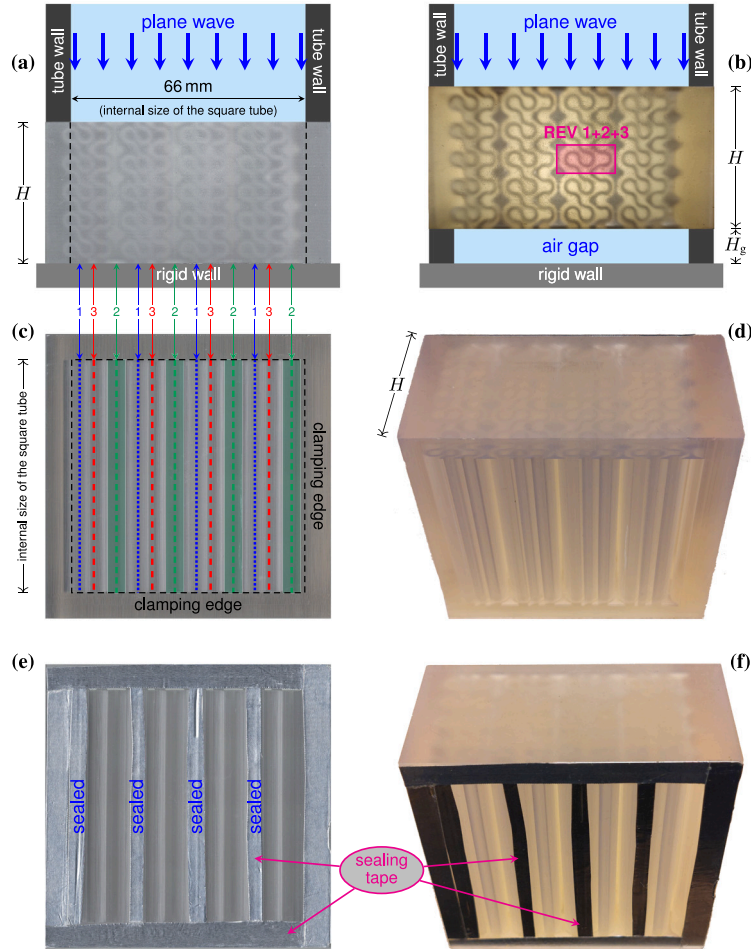 plane wave
tube wall
tube wall
(a)
66 mm
(internal size of the square tube)
H
rigid wall
plane wave
tube wall
tube wall
(b)
REV 1+2+3
H
air gap
Hg
rigid wall
1 3 2 1 3 2 1 3 2 1 3 2
(c)
internal size of the square tube
clamping edge
clamping edge
(d)
H
(e)
sealed
sealed
sealed
sealed
(f)
sealing
tape